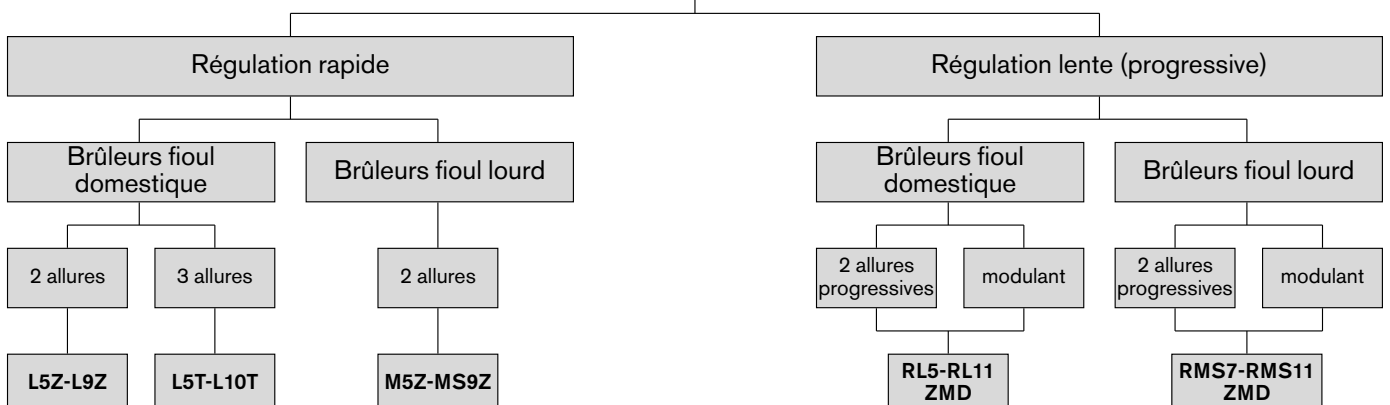 Régulation rapide
Régulation lente (progressive)
Brûleurs fioul
domestique
Brûleurs fioul lourd
Brûleurs fioul
domestique
Brûleurs fioul lourd
2 allures
3 allures
2 allures
2 allures
progressives
modulant
2 allures
progressives
modulant
L5Z-L9Z
L5T-L10T
M5Z-MS9Z
RL5-RL11
ZMD
RMS7-RMS11
ZMD